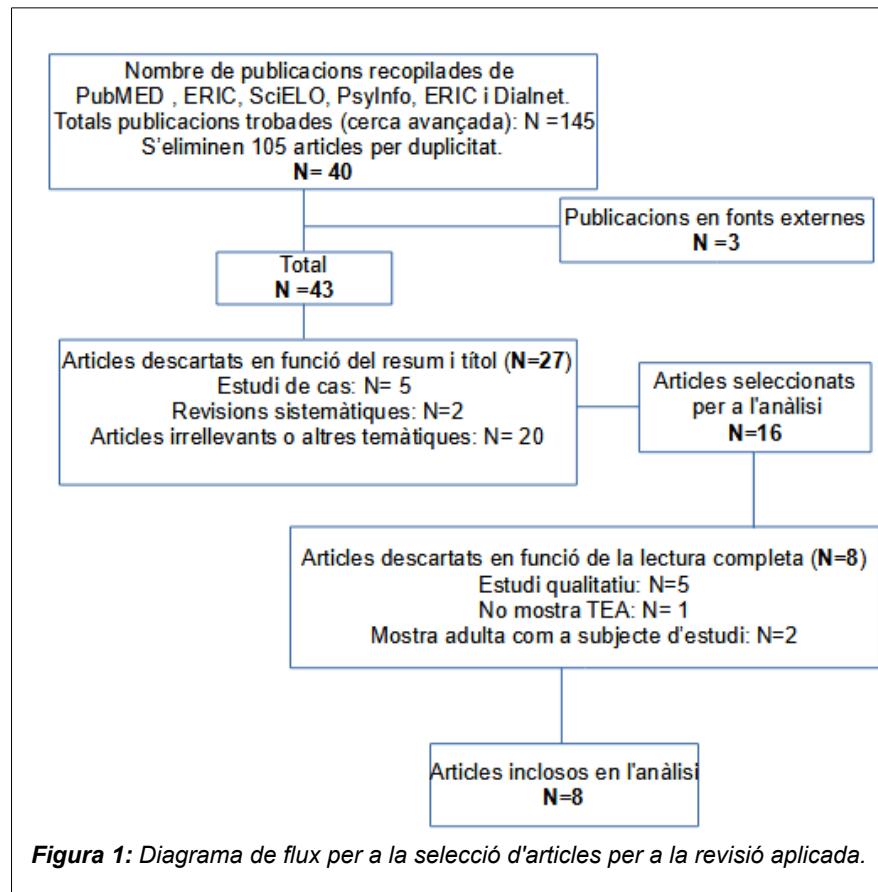 Nombre de publicacions recopilades de
PubMED , ERIC, SciELO, PsyInfo, ERIC i Dialnet.
Totals publicacions trobades (cerca avançada): N =145
S'eliminen 105 articles per duplicitat.
N= 40
Publicacions en fonts externes
N =3
Total
N =43
Articles descartats en funció del resum i títol (N=27)
Estudi de cas: N= 5
Revisions sistemàtiques: N=2
Articles irrellevants o altres temàtiques: N= 20
Articles seleccionats
per a l'anàlisi
N=16
Articles descartats en funció de la lectura completa (N=8)
Estudi qualitatiu: N=5
No mostra TEA: N= 1
Mostra adulta com a subjecte d'estudi: N=2
Articles inclosos en l'anàlisi
N=8
Figura 1: Diagrama de flux per a la selecció d'articles per a la revisió aplicada.